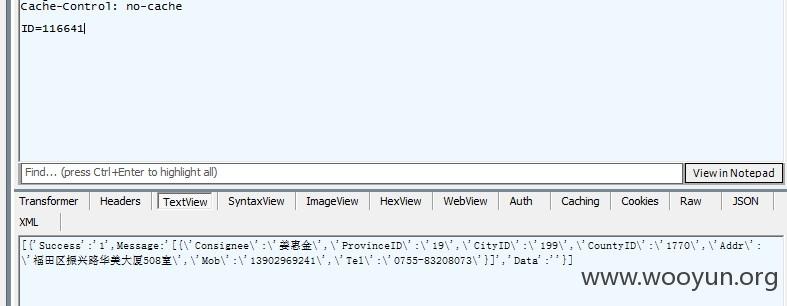 Cache-Control: no-cache
ID=116641
Find... (press Ctrl+Enter to highlight all)
View in Notepad
Transformer Headers TextView SyntaxView ImageView HexView WebView Auth Caching Cookies Raw JSON
XML
[{'Success':'1',Message:'[{\'Consignee\':\'姜惠金\',\'ProvinceID\':\'19\',\'CityID\':\'199\',\'CountyID\':\'1770\',\'Addr\':
\'福田区振兴路华美大厦508室\',\'Mob\':\'13902969241\',\'Tel\':\'0755-83208073\'}]','Data':''}]
www.wooyun.org